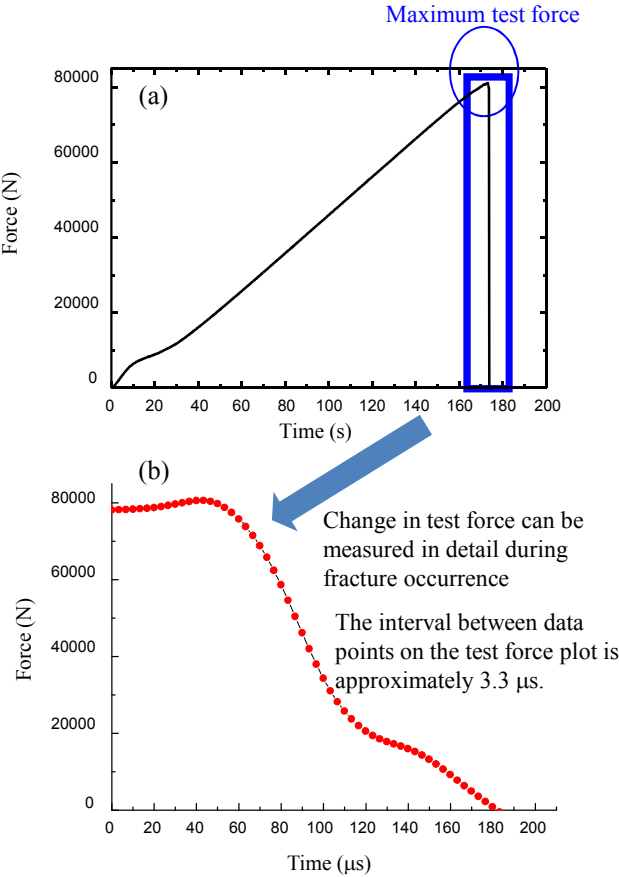 Maximum test force
(a)
80000
60000
40000
20000
0
Force (N)
0 20 40 60 80 100 120 140 160 180 200
Time (s)
(b)
80000
60000
40000
20000
0
Force (N)
Change in test force can be
measured in detail during
fracture occurrence
The interval between data
points on the test force plot is
approximately 3.3 μs.
0 20 40 60 80 100 120 140 160 180 200
Time (μs)